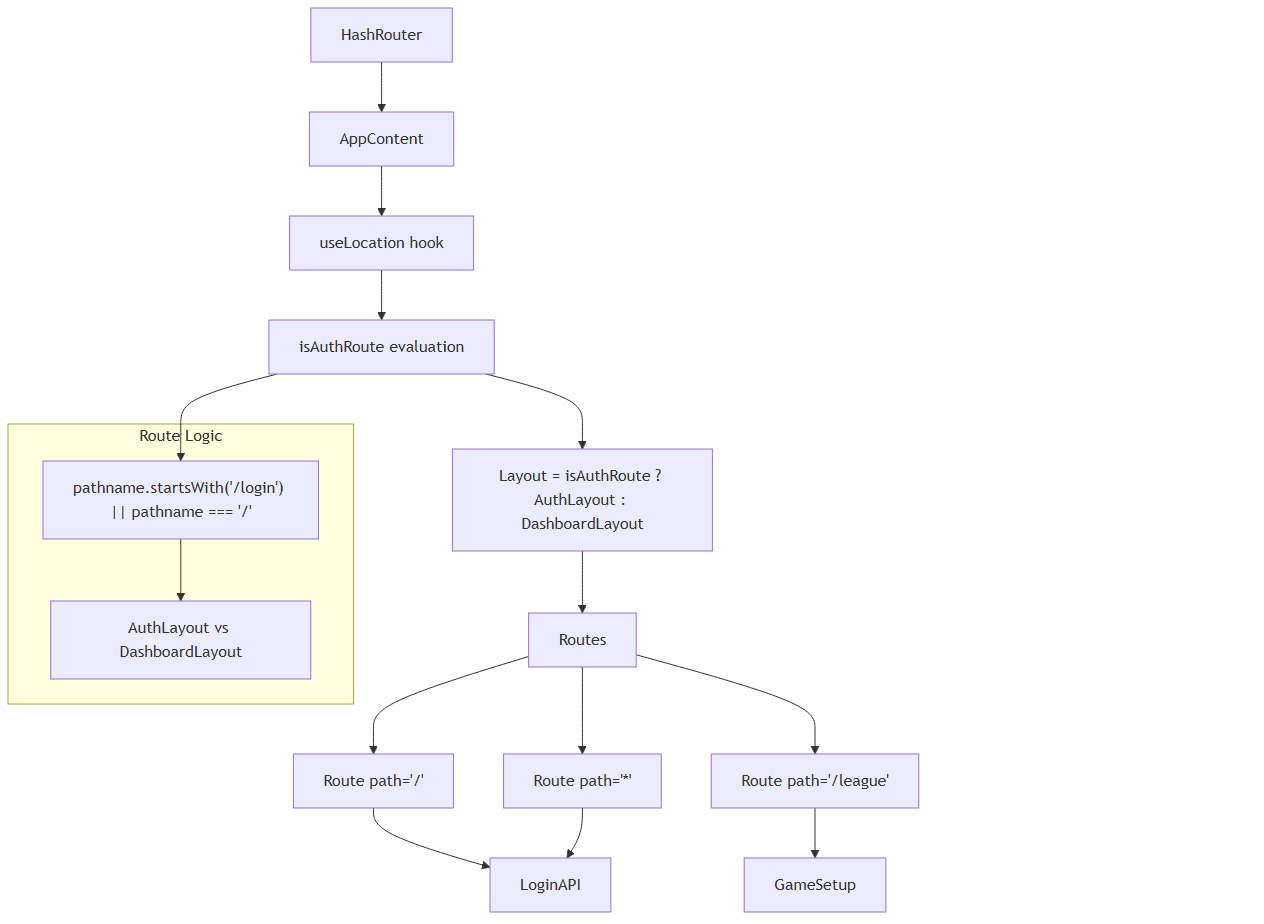 HashRouter
AppContent
useLocation hook
isAuthRoute evaluation
Route Logic
pathname.startsWith('/login')
|| pathname === '/'
AuthLayout vs
DashboardLayout
Layout = isAuthRoute ?
AuthLayout :
DashboardLayout
Routes
Route path='/'
Route path='*'
Route path='/league'
LoginAPI
GameSetup